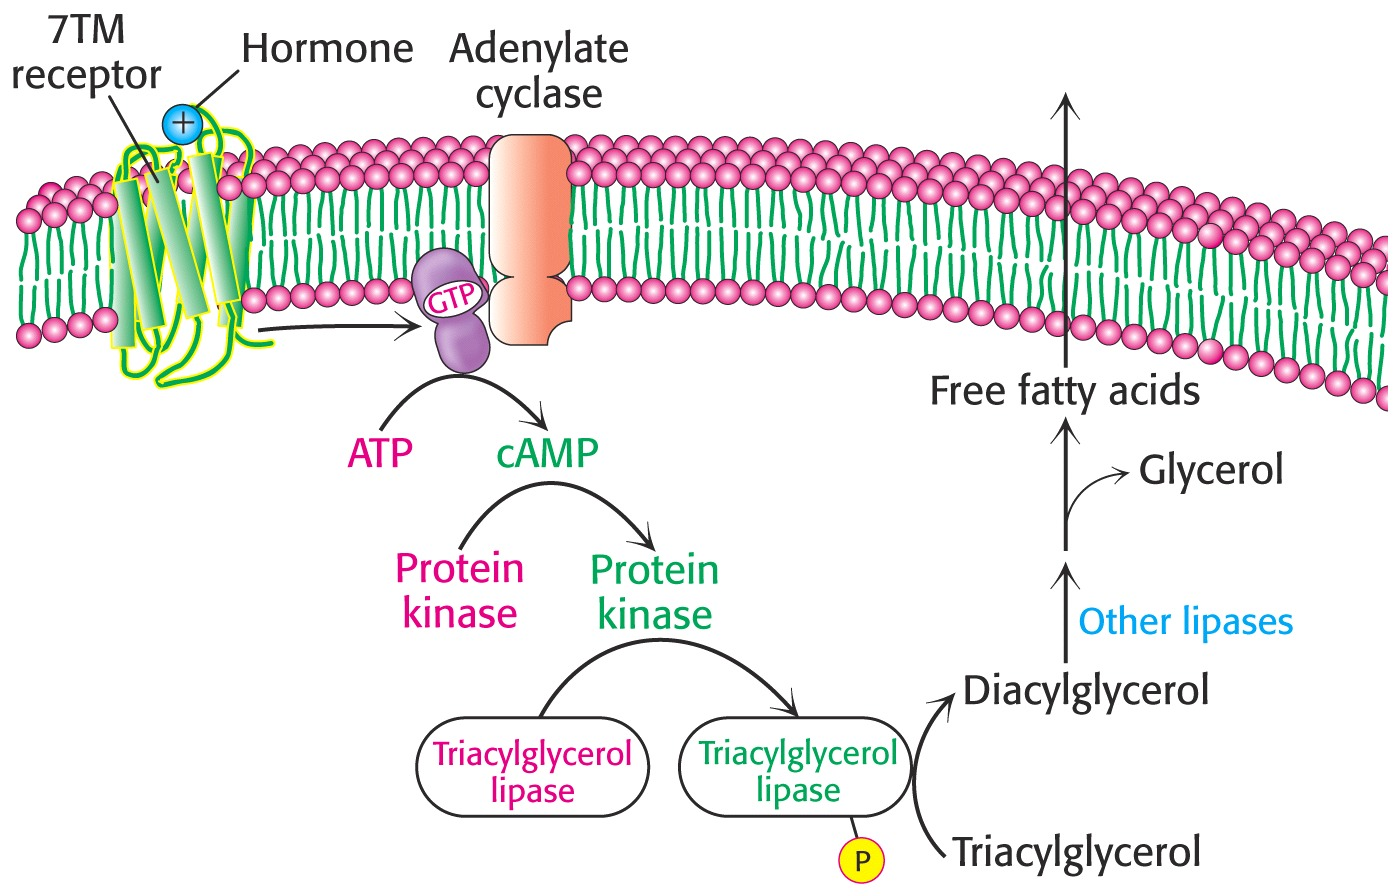 7TM
receptor
Hormone
Adenylate
cyclase
+
GTP
ATP
cAMP
Free fatty acids
Glycerol
Protein
kinase
Protein
kinase
Other lipases
Diacylglycerol
Triacylglycerol
lipase
Triacylglycerol
lipase
P
Triacylglycerol